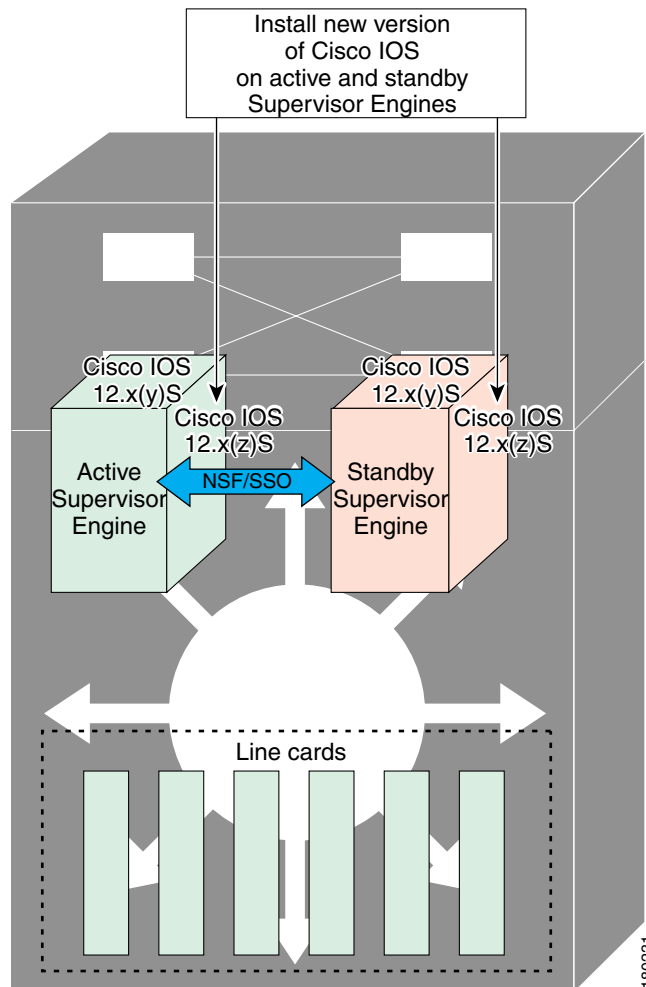 Install new version
of Cisco IOS
on active and standby
Supervisor Engines
Cisco IOS
12.x(y)S
Cisco IOS
12.x(z)S
Cisco IOS
12.x(y)S
Cisco IOS
12.x(z)S
Active
Supervisor
Engine
NSF/SSO
Standby
Supervisor
Engine
Line cards